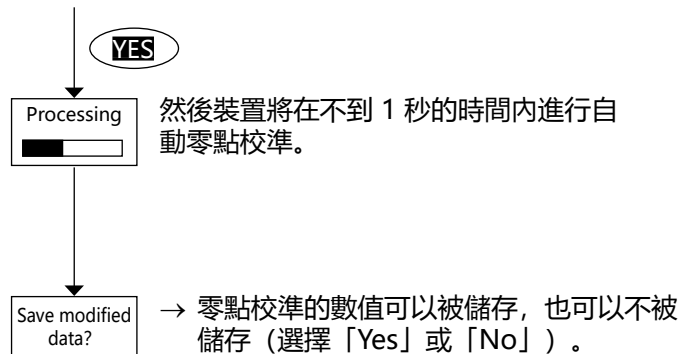 YES
Processing
然後裝置將在不到 1 秒的時間內進行自
動零點校準。
Save modified
data?
→ 零點校準的數值可以被儲存，也可以不被
儲存（選擇「Yes」或「No」）。